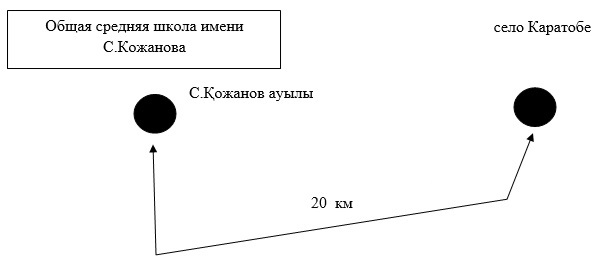 Общая средняя школа имени
С.Кожанова
село Каратобе
С.Қожанов ауылы
20 км